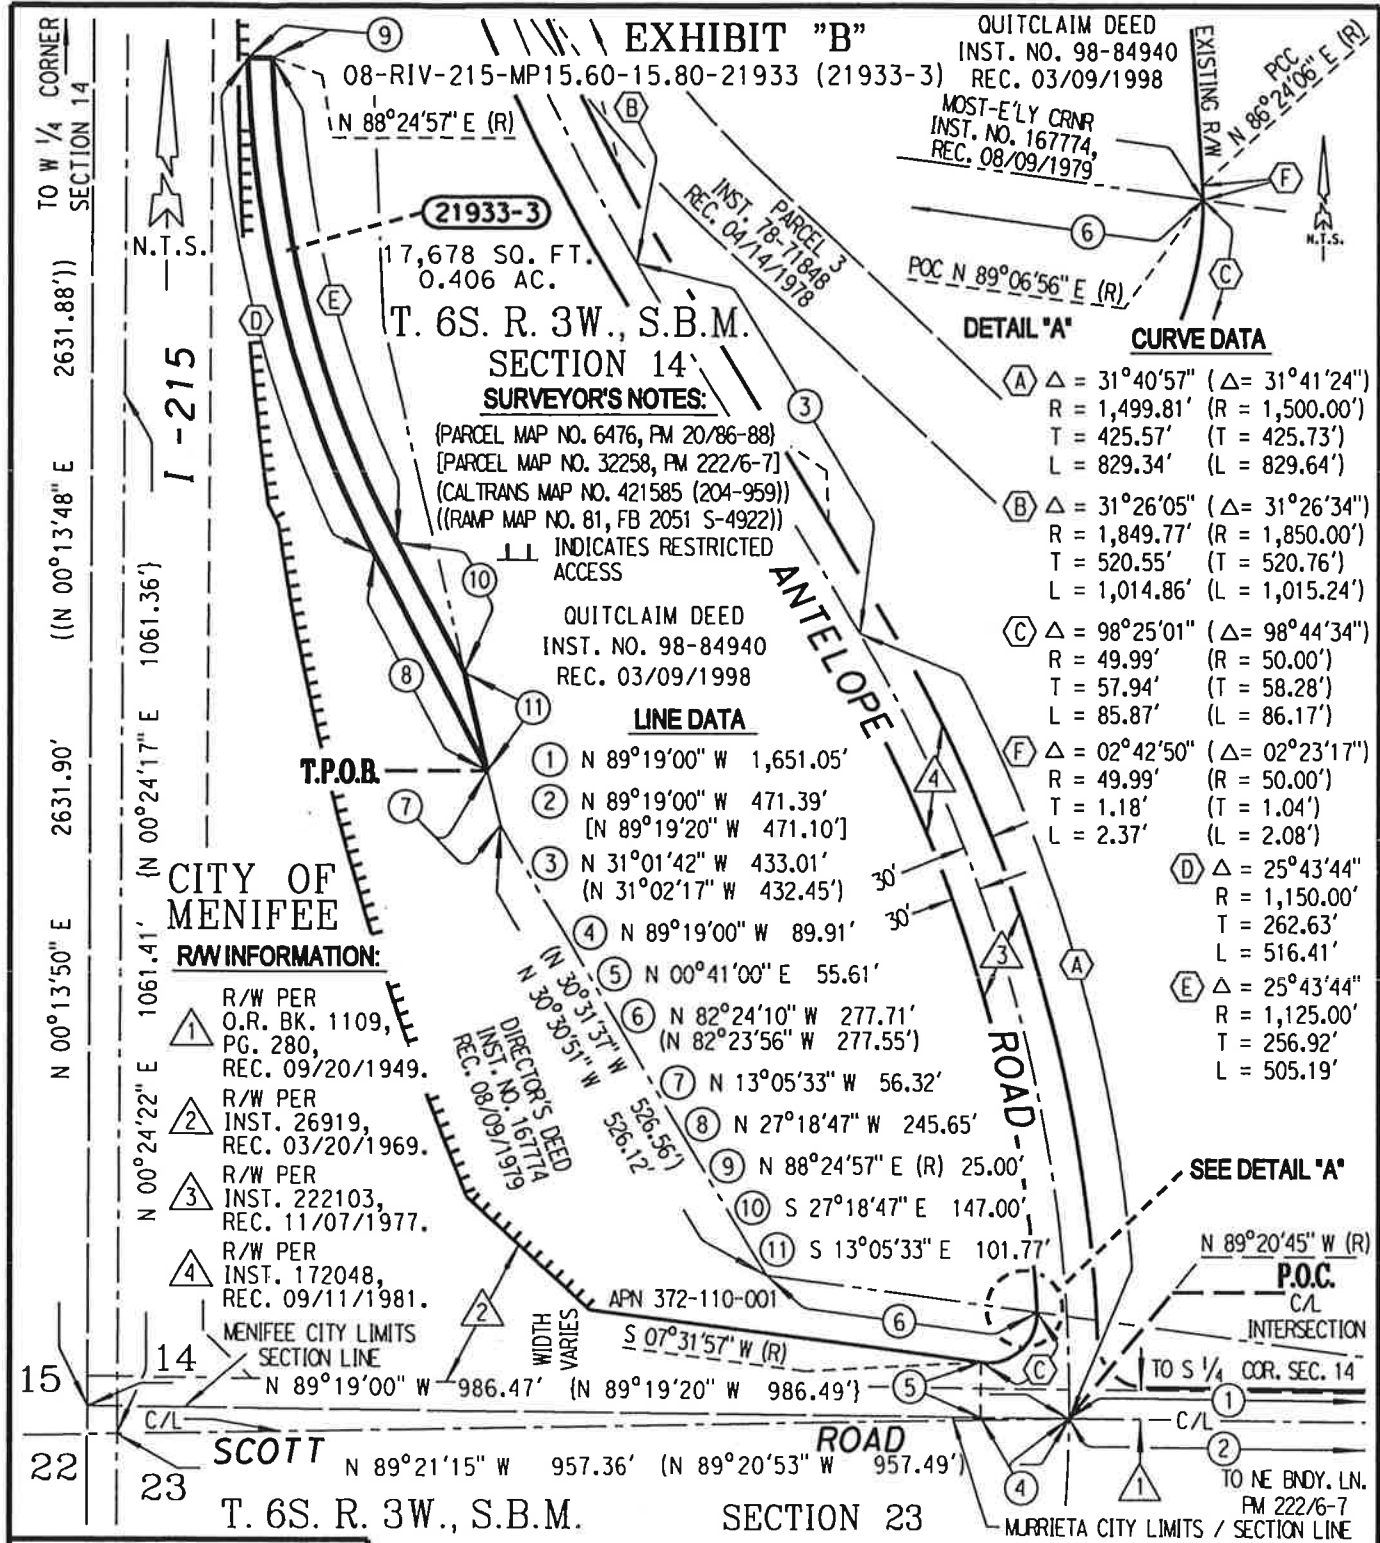 EXHIBIT "B"
08-RIV-215-MP15.60-15.80-21933 (21933-3)
QUITCLAIM DEED
INST. NO. 98-84940
REC. 03/09/1998
MOST-E'LY CRNR
INST. NO. 167774,
REC. 08/09/1979
EXISTING R/W
PCC
N 86°24'06" E (R)
F
6
N.T.S.
POC N 89°06'56" E (R)
C
DETAIL "A"
9
N 88°24'57" E (R)
B
TO W 1/4 CORNER
SECTION 14
N.T.S.
21933-3
17,678 SQ. FT.
0.406 AC.
PARCEL 3
INST. 78-71848
REC. 04/14/1978
D
E
T. 6S. R. 3W., S.B.M.
SECTION 14
I-215
3
SURVEYOR'S NOTES:
{PARCEL MAP NO. 6476, PM 20/86-88}
[PARCEL MAP NO. 32258, PM 222/6-7]
(CALTRANS MAP NO. 421585 (204-959))
((RAMP MAP NO. 81, FB 2051 S-4922))
INDICATES RESTRICTED
ACCESS
CURVE DATA
A Δ = 31°40'57" (Δ= 31°41'24")
R = 1,499.81' (R = 1,500.00')
T = 425.57' (T = 425.73')
L = 829.34' (L = 829.64')
B Δ = 31°26'05" (Δ= 31°26'34")
R = 1,849.77' (R = 1,850.00')
T = 520.55' (T = 520.76')
L = 1,014.86' (L = 1,015.24')
C Δ = 98°25'01" (Δ= 98°44'34")
R = 49.99' (R = 50.00')
T = 57.94' (T = 58.28')
L = 85.87' (L = 86.17')
F Δ = 02°42'50" (Δ= 02°23'17")
R = 49.99' (R = 50.00')
T = 1.18' (T = 1.04')
L = 2.37' (L = 2.08')
D Δ = 25°43'44"
R = 1,150.00'
T = 262.63'
L = 516.41'
E Δ = 25°43'44"
R = 1,125.00'
T = 256.92'
L = 505.19'
10
8
11
7
QUITCLAIM DEED
INST. NO. 98-84940
REC. 03/09/1998
ANTELOPE
ROAD
4
3
A
30'
30'
T.P.O.B.
LINE DATA
1 N 89°19'00" W 1,651.05'
2 N 89°19'00" W 471.39'
[N 89°19'20" W 471.10']
3 N 31°01'42" W 433.01'
(N 31°02'17" W 432.45')
4 N 89°19'00" W 89.91'
5 N 00°41'00" E 55.61'
6 N 82°24'10" W 277.71'
(N 82°23'56" W 277.55')
7 N 13°05'33" W 56.32'
8 N 27°18'47" W 245.65'
9 N 88°24'57" E (R) 25.00'
10 S 27°18'47" E 147.00'
11 S 13°05'33" E 101.77'
((N 00°13'48" E 2631.88'))
N 00°13'50" E 2631.90'
{N 00°24'17" E 1061.36'}
N 00°24'22" E 1061.41'
CITY OF
MENIFEE
R/W INFORMATION:
1 R/W PER
O.R. BK. 1109,
PG. 280,
REC. 09/20/1949.
2 R/W PER
INST. 26919,
REC. 03/20/1969.
3 R/W PER
INST. 222103,
REC. 11/07/1977.
4 R/W PER
INST. 172048,
REC. 09/11/1981.
(N 30°31'37" W 526.56')
N 30°30'51" W 526.12'
DIRECTOR'S DEED
INST. NO. 167774
REC. 08/09/1979
SEE DETAIL "A"
N 89°20'45" W (R)
P.O.C.
C/L
INTERSECTION
APN 372-110-001
6
2
WIDTH
VARIES
S 07°31'57" W (R)
C
5
MENIFEE CITY LIMITS
SECTION LINE
15
14
N 89°19'00" W 986.47' {N 89°19'20" W 986.49'}
TO S 1/4 COR. SEC. 14
1
C/L
C/L
2
SCOTT
ROAD
22
23
N 89°21'15" W 957.36' (N 89°20'53" W 957.49')
4
1
TO NE BNDY. LN.
PM 222/6-7
T. 6S. R. 3W., S.B.M.
SECTION 23
MURRIETA CITY LIMITS / SECTION LINE